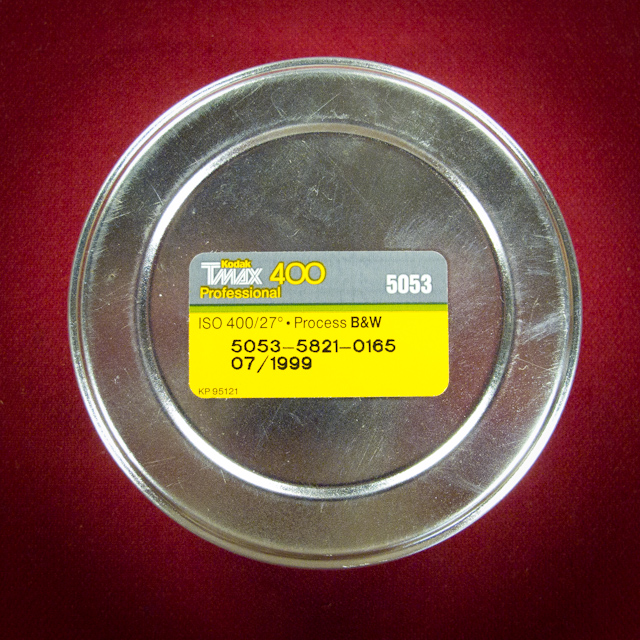 Kodak
TMAX 400
Professional
5053
ISO 400/27° • Process B&W
5053-5821-0165
07/1999
KP 95121